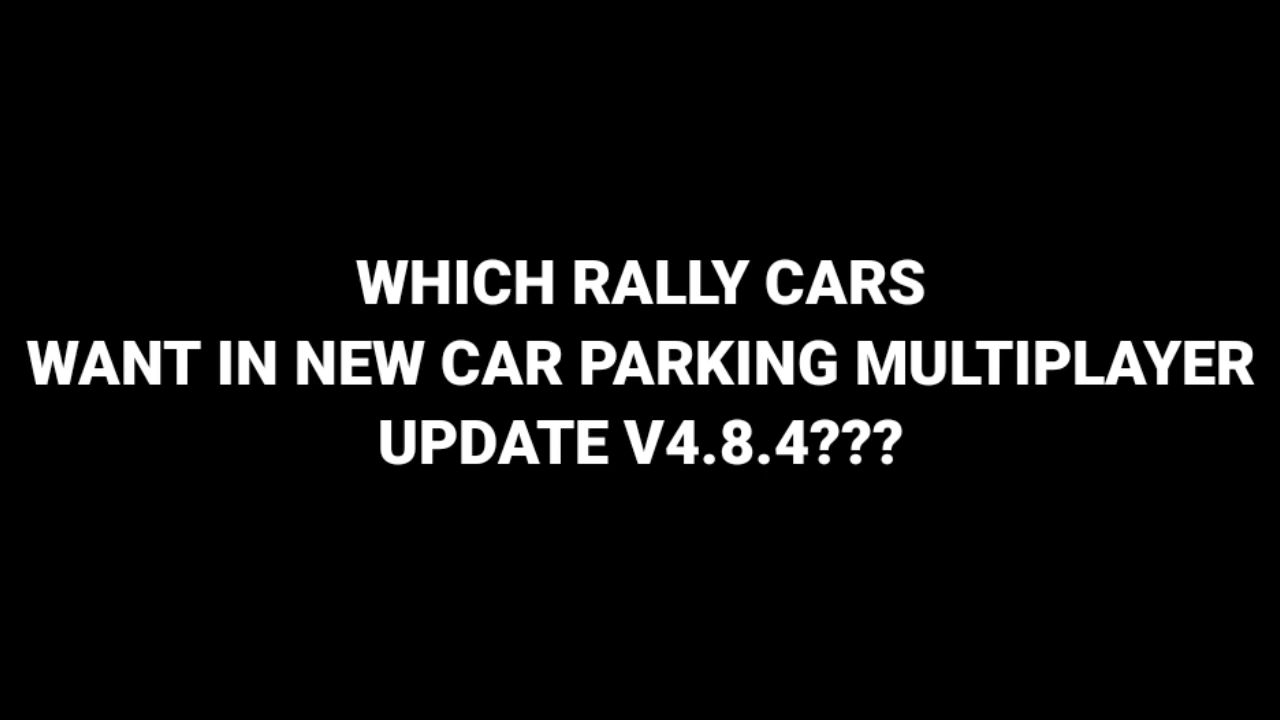 WHICH RALLY CARS
WANT IN NEW CAR PARKING MULTIPLAYER
UPDATE V4.8.4???